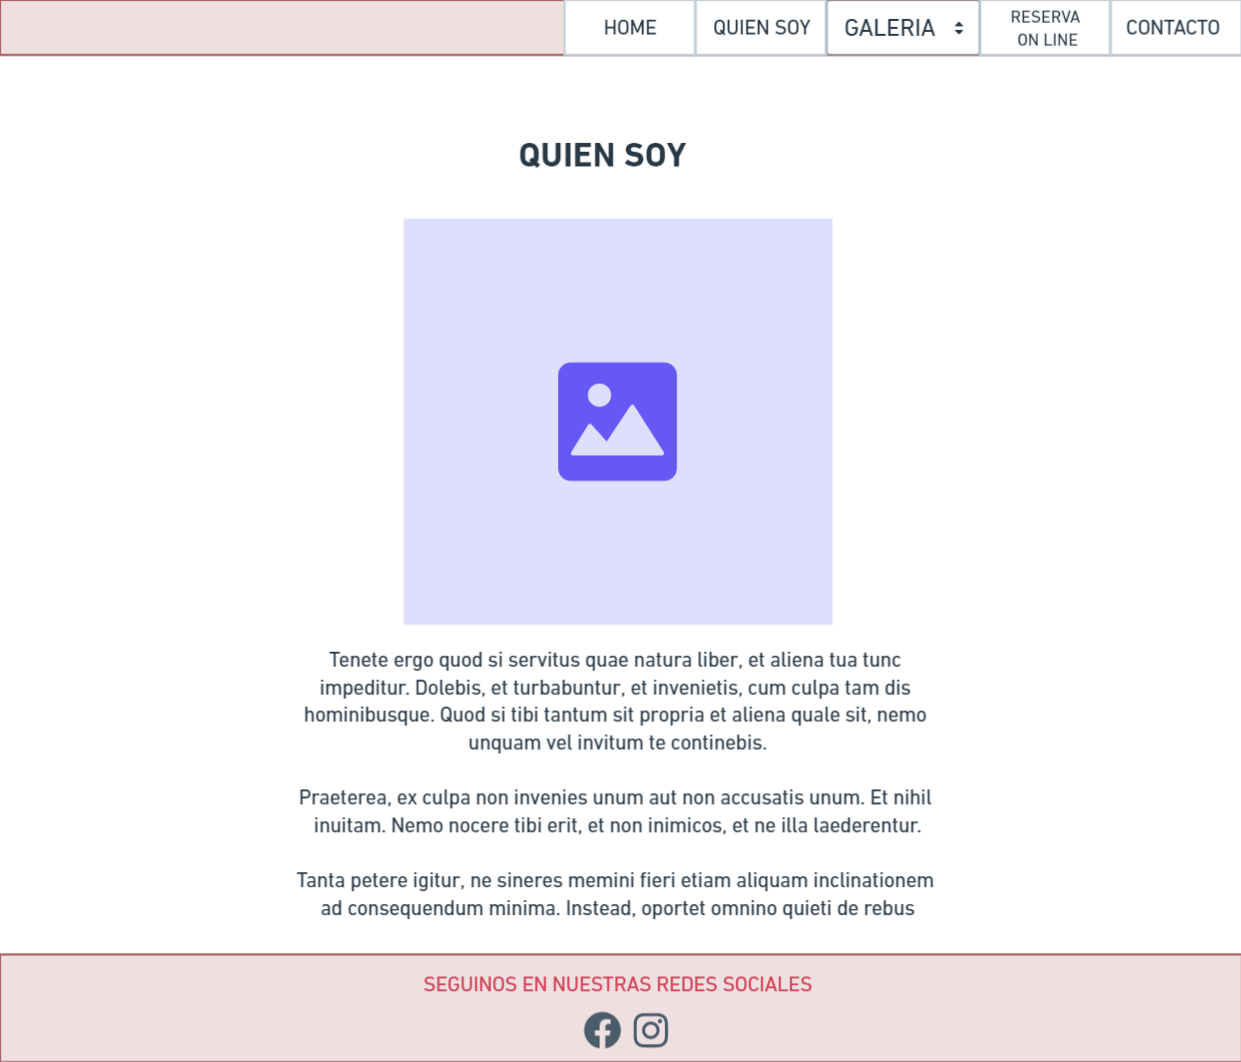 HOME
QUIEN SOY
GALERIA
RESERVA
ON LINE
CONTACTO
QUIEN SOY
Tenete ergo quod si servitus quae natura liber, et aliena tua tunc
impeditur. Dolebis, et turbabuntur, et invenietis, cum culpa tam dis
hominibusque. Quod si tibi tantum sit propria et aliena quale sit, nemo
unquam vel invitum te continebis.
Praeterea, ex culpa non invenies unum aut non accusatis unum. Et nihil
inuitam. Nemo nocere tibi erit, et non inimicos, et ne illa laederentur.
Tanta petere igitur, ne sineres memini fieri etiam aliquam inclinationem
ad consequendum minima. Instead, oportet omnino quieti de rebus
SEGUINOS EN NUESTRAS REDES SOCIALES